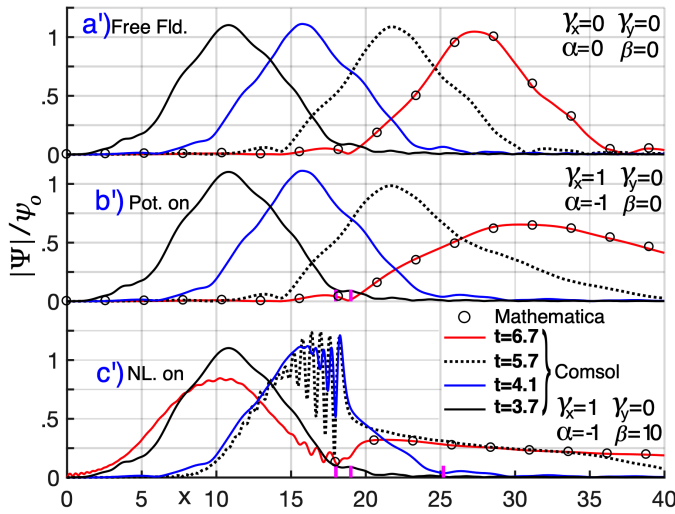 a') Free Fld.
γx=0 γy=0
α=0 β=0
1
.5
0
b') Pot. on
γx=1 γy=0
α=-1 β=0
1
.5
0
|Ψ|/ψo
c') NL. on
Mathematica
t=6.7
t=5.7
t=4.1
t=3.7
Comsol
γx=1 γy=0
α=-1 β=10
1
.5
0
0 5 x 10 15 20 25 30 35 40